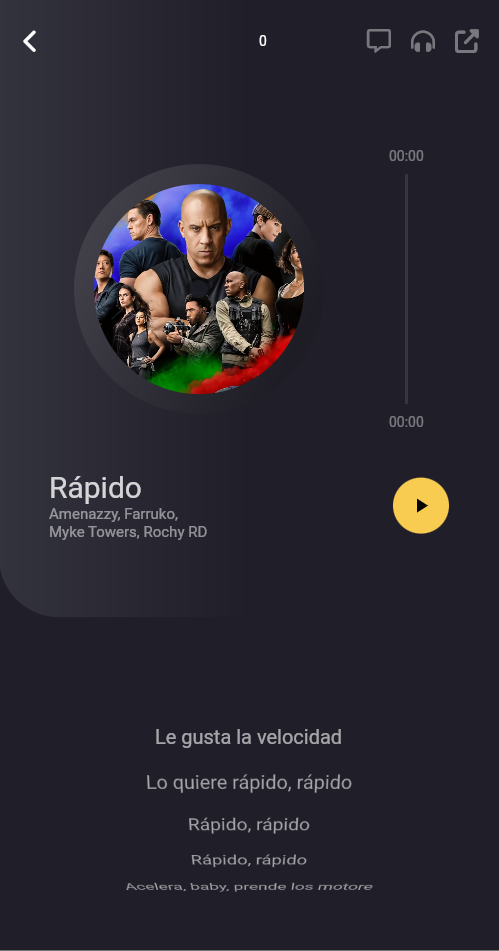 0
00:00
00:00
Rápido
Amenazzy, Farruko,
Myke Towers, Rochy RD
Le gusta la velocidad
Lo quiere rápido, rápido
Rápido, rápido
Rápido, rápido
Acelera, baby, prende los motore